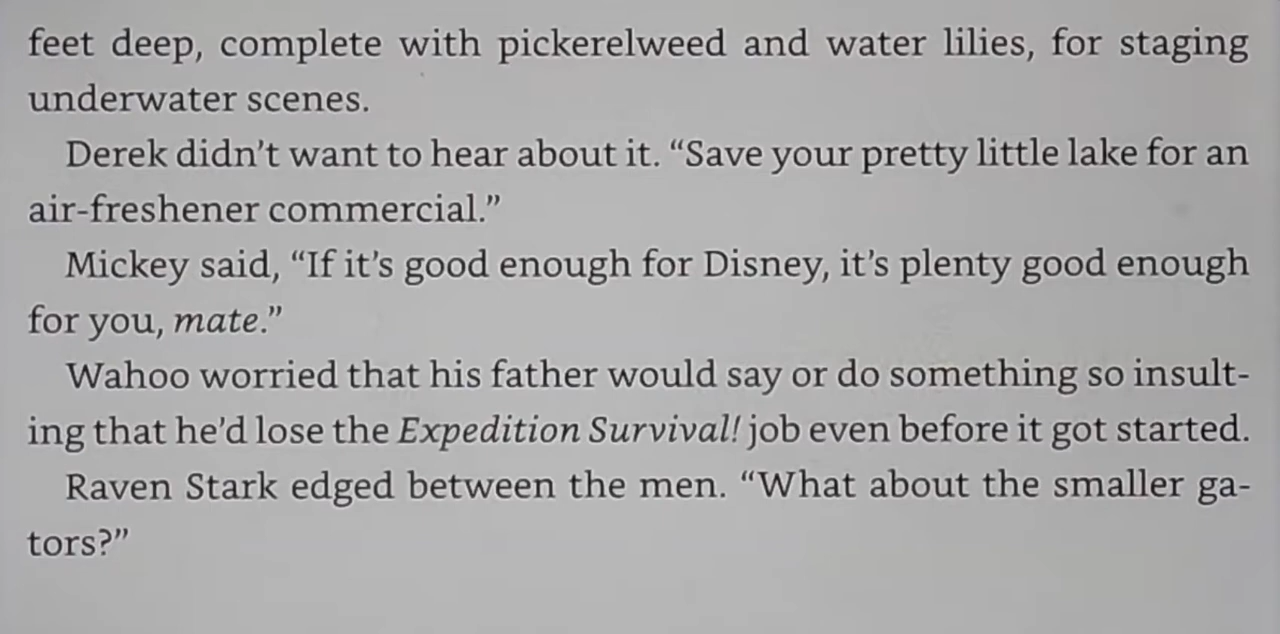 feet deep, complete with pickerelweed and water lilies, for staging
underwater scenes.
Derek didn’t want to hear about it. “Save your pretty little lake for an
air-freshener commercial.”
Mickey said, “If it’s good enough for Disney, it’s plenty good enough
for you, mate.”
Wahoo worried that his father would say or do something so insult-
ing that he’d lose the Expedition Survival! job even before it got started.
Raven Stark edged between the men. “What about the smaller ga-
tors?”